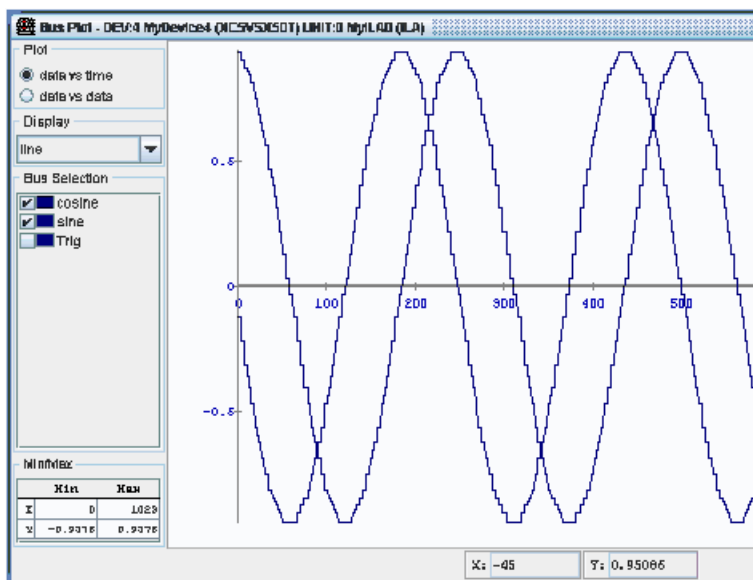 Bus Plot - DEV:4 MyDevice4 (XC5VSX50T) UNIT:0 MyILA0 (ILA)
Plot
data vs time
data vs data
Display
line
Bus Selection
cosine
sine
Trig
Min/Max
Min Max
X 0 1023
Y -0.9375 0.9375
0.5
0
-0.5
0 100 200 300 400 500
X: -45 Y: 0.95086